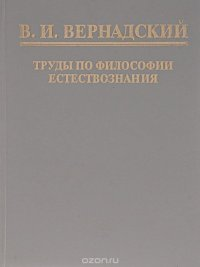 В. И. ВЕРНАДСКИЙ
ТРУДЫ ПО ФИЛОСОФИИ
ЕСТЕСТВОЗНАНИЯ
ozon.ru